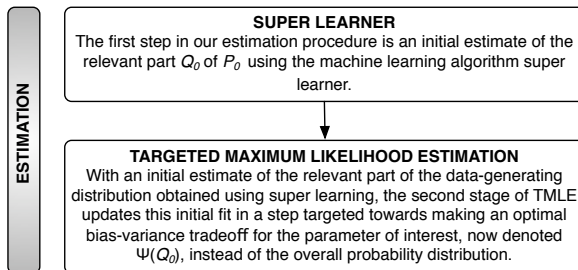 ESTIMATION
SUPER LEARNER
The first step in our estimation procedure is an initial estimate of the
relevant part Q₀ of P₀ using the machine learning algorithm super
learner.
TARGETED MAXIMUM LIKELIHOOD ESTIMATION
With an initial estimate of the relevant part of the data-generating
distribution obtained using super learning, the second stage of TMLE
updates this initial fit in a step targeted towards making an optimal
bias-variance tradeoff for the parameter of interest, now denoted
Ψ(Q₀), instead of the overall probability distribution.